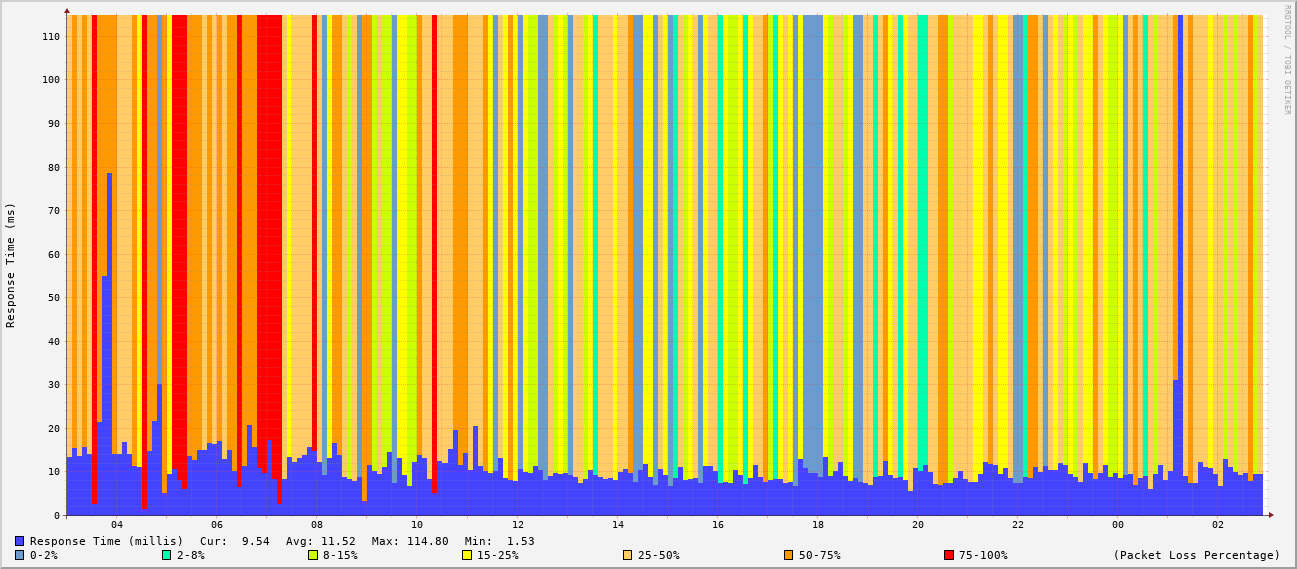 RRDTOOL / TOBI OETIKER
Response Time (ms)
110
100
90
80
70
60
50
40
30
20
10
0
04 06 08 10 12 14 16 18 20 22 00 02
Response Time (millis) Cur: 9.54 Avg: 11.52 Max: 114.80 Min: 1.53
0-2% 2-8% 8-15% 15-25% 25-50% 50-75% 75-100% (Packet Loss Percentage)